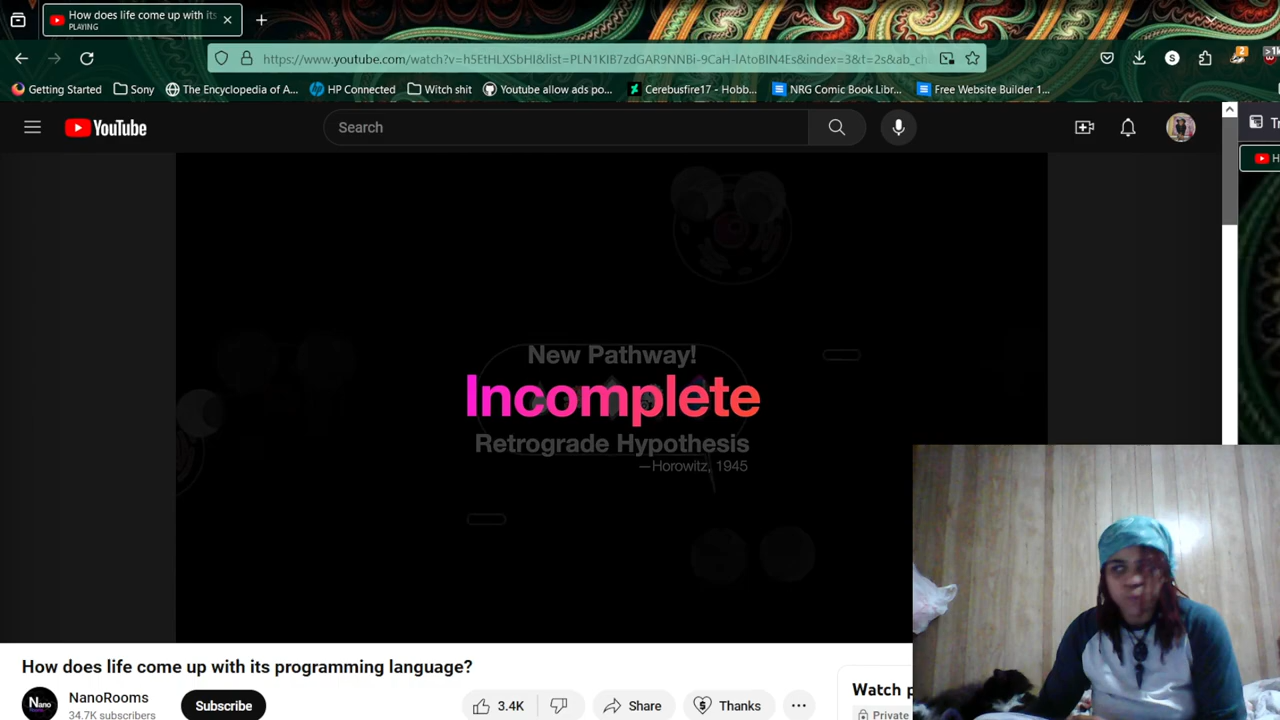 How does life come up with its
PLAYING
https://www.youtube.com/watch?v=h5EtHLXSbHI&list=PLN1KIB7zdGAR9NNBi-9CaH-lAtoBIN4Es&index=3&t=2s&ab_ch
2
>1k
Getting Started
Sony
The Encyclopedia of A...
HP Connected
Witch shit
Youtube allow ads po...
Cerebusfire17 - Hobb...
NRG Comic Book Libr...
Free Website Builder 1...
YouTube
Search
New Pathway!
Incomplete
Retrograde Hypothesis
—Horowitz, 1945
How does life come up with its programming language?
Nano
NanoRooms
34.7K subscribers
Subscribe
3.4K
Share
Thanks
Watch p
Private